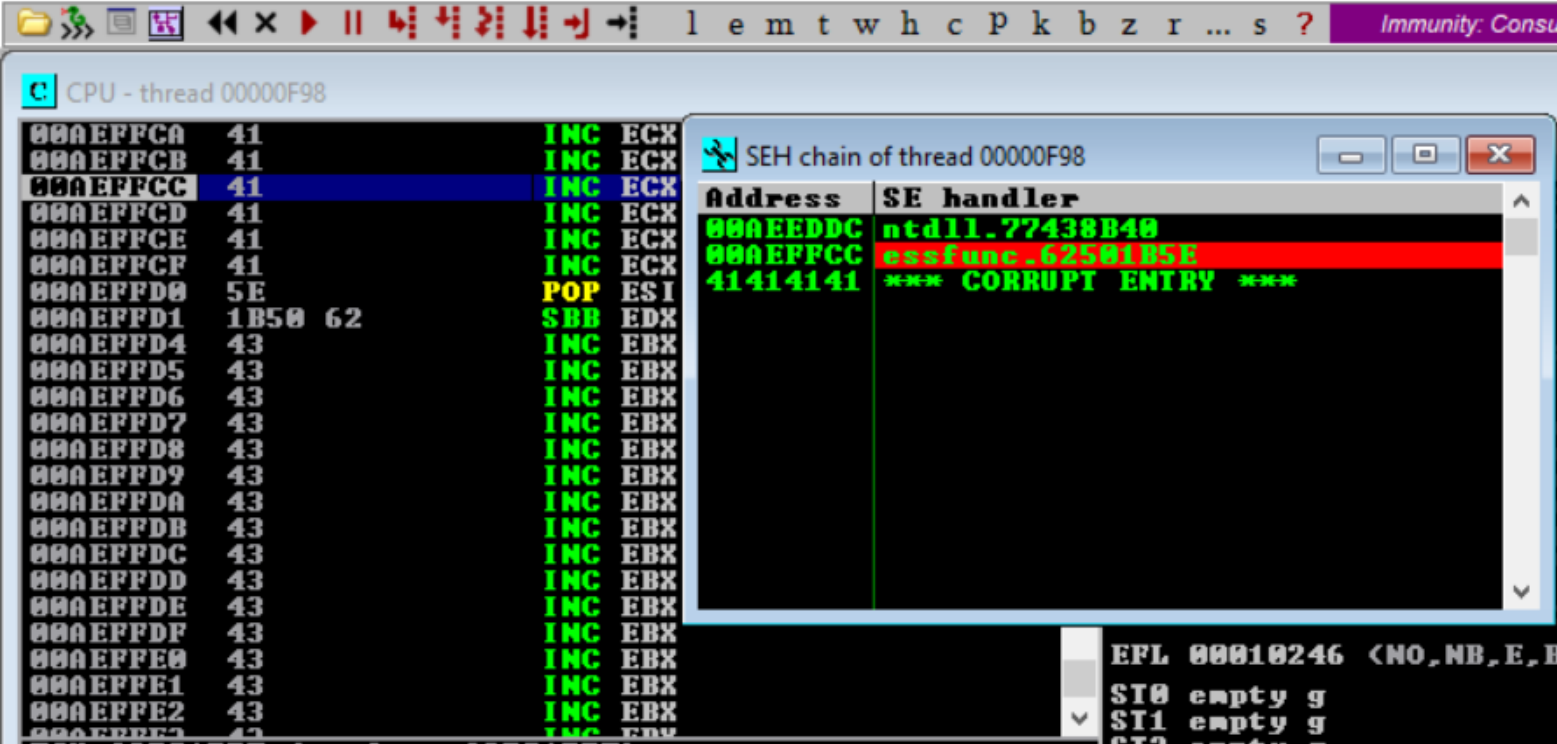 l e m t w h c P k b z r ... s ? Immunity: Consu
C CPU - thread 00000F98
00AEFFCA 41 INC ECX
00AEFFCB 41 INC ECX
00AEFFCC 41 INC ECX
00AEFFCD 41 INC ECX
00AEFFCE 41 INC ECX
00AEFFCF 41 INC ECX
00AEFFD0 5E POP ESI
00AEFFD1 1B50 62 SBB EDX
00AEFFD4 43 INC EBX
00AEFFD5 43 INC EBX
00AEFFD6 43 INC EBX
00AEFFD7 43 INC EBX
00AEFFD8 43 INC EBX
00AEFFD9 43 INC EBX
00AEFFDA 43 INC EBX
00AEFFDB 43 INC EBX
00AEFFDC 43 INC EBX
00AEFFDD 43 INC EBX
00AEFFDE 43 INC EBX
00AEFFDF 43 INC EBX
00AEFFE0 43 INC EBX
00AEFFE1 43 INC EBX
00AEFFE2 43 INC EBX
SEH chain of thread 00000F98
Address SE handler
00AEEDDC ntdll.77438B40
00AEFFCC essfunc.62501B5E
41414141 *** CORRUPT ENTRY ***
EFL 00010246 (NO,NB,E,B
ST0 empty g
ST1 empty g